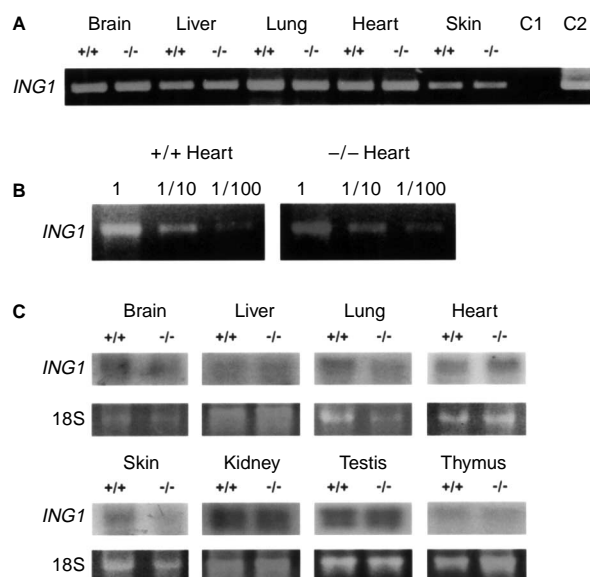 A Brain Liver Lung Heart Skin C1 C2
+/+ -/- +/+ -/- +/+ -/- +/+ -/- +/+ -/-
ING1
+/+ Heart −/− Heart
B 1 1/10 1/100 1 1/10 1/100
ING1
C Brain Liver Lung Heart
+/+ -/- +/+ -/- +/+ -/- +/+ -/-
ING1
18S
Skin Kidney Testis Thymus
+/+ -/- +/+ -/- +/+ -/- +/+ -/-
ING1
18S